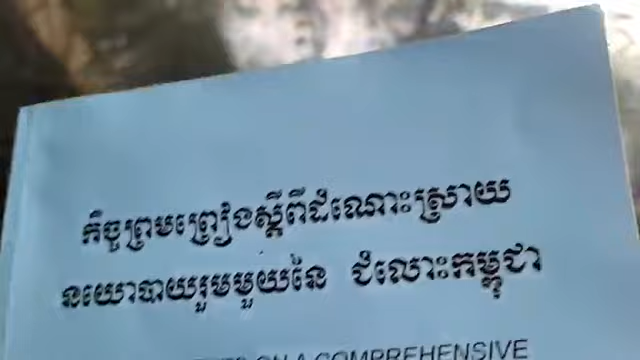 កិច្ចព្រមព្រៀងស្ដីពីដំណោះស្រាយ
នយោបាយរួមមួយនៃ ជំលោះកម្ពុជា
ON A COMPREHENSIVE